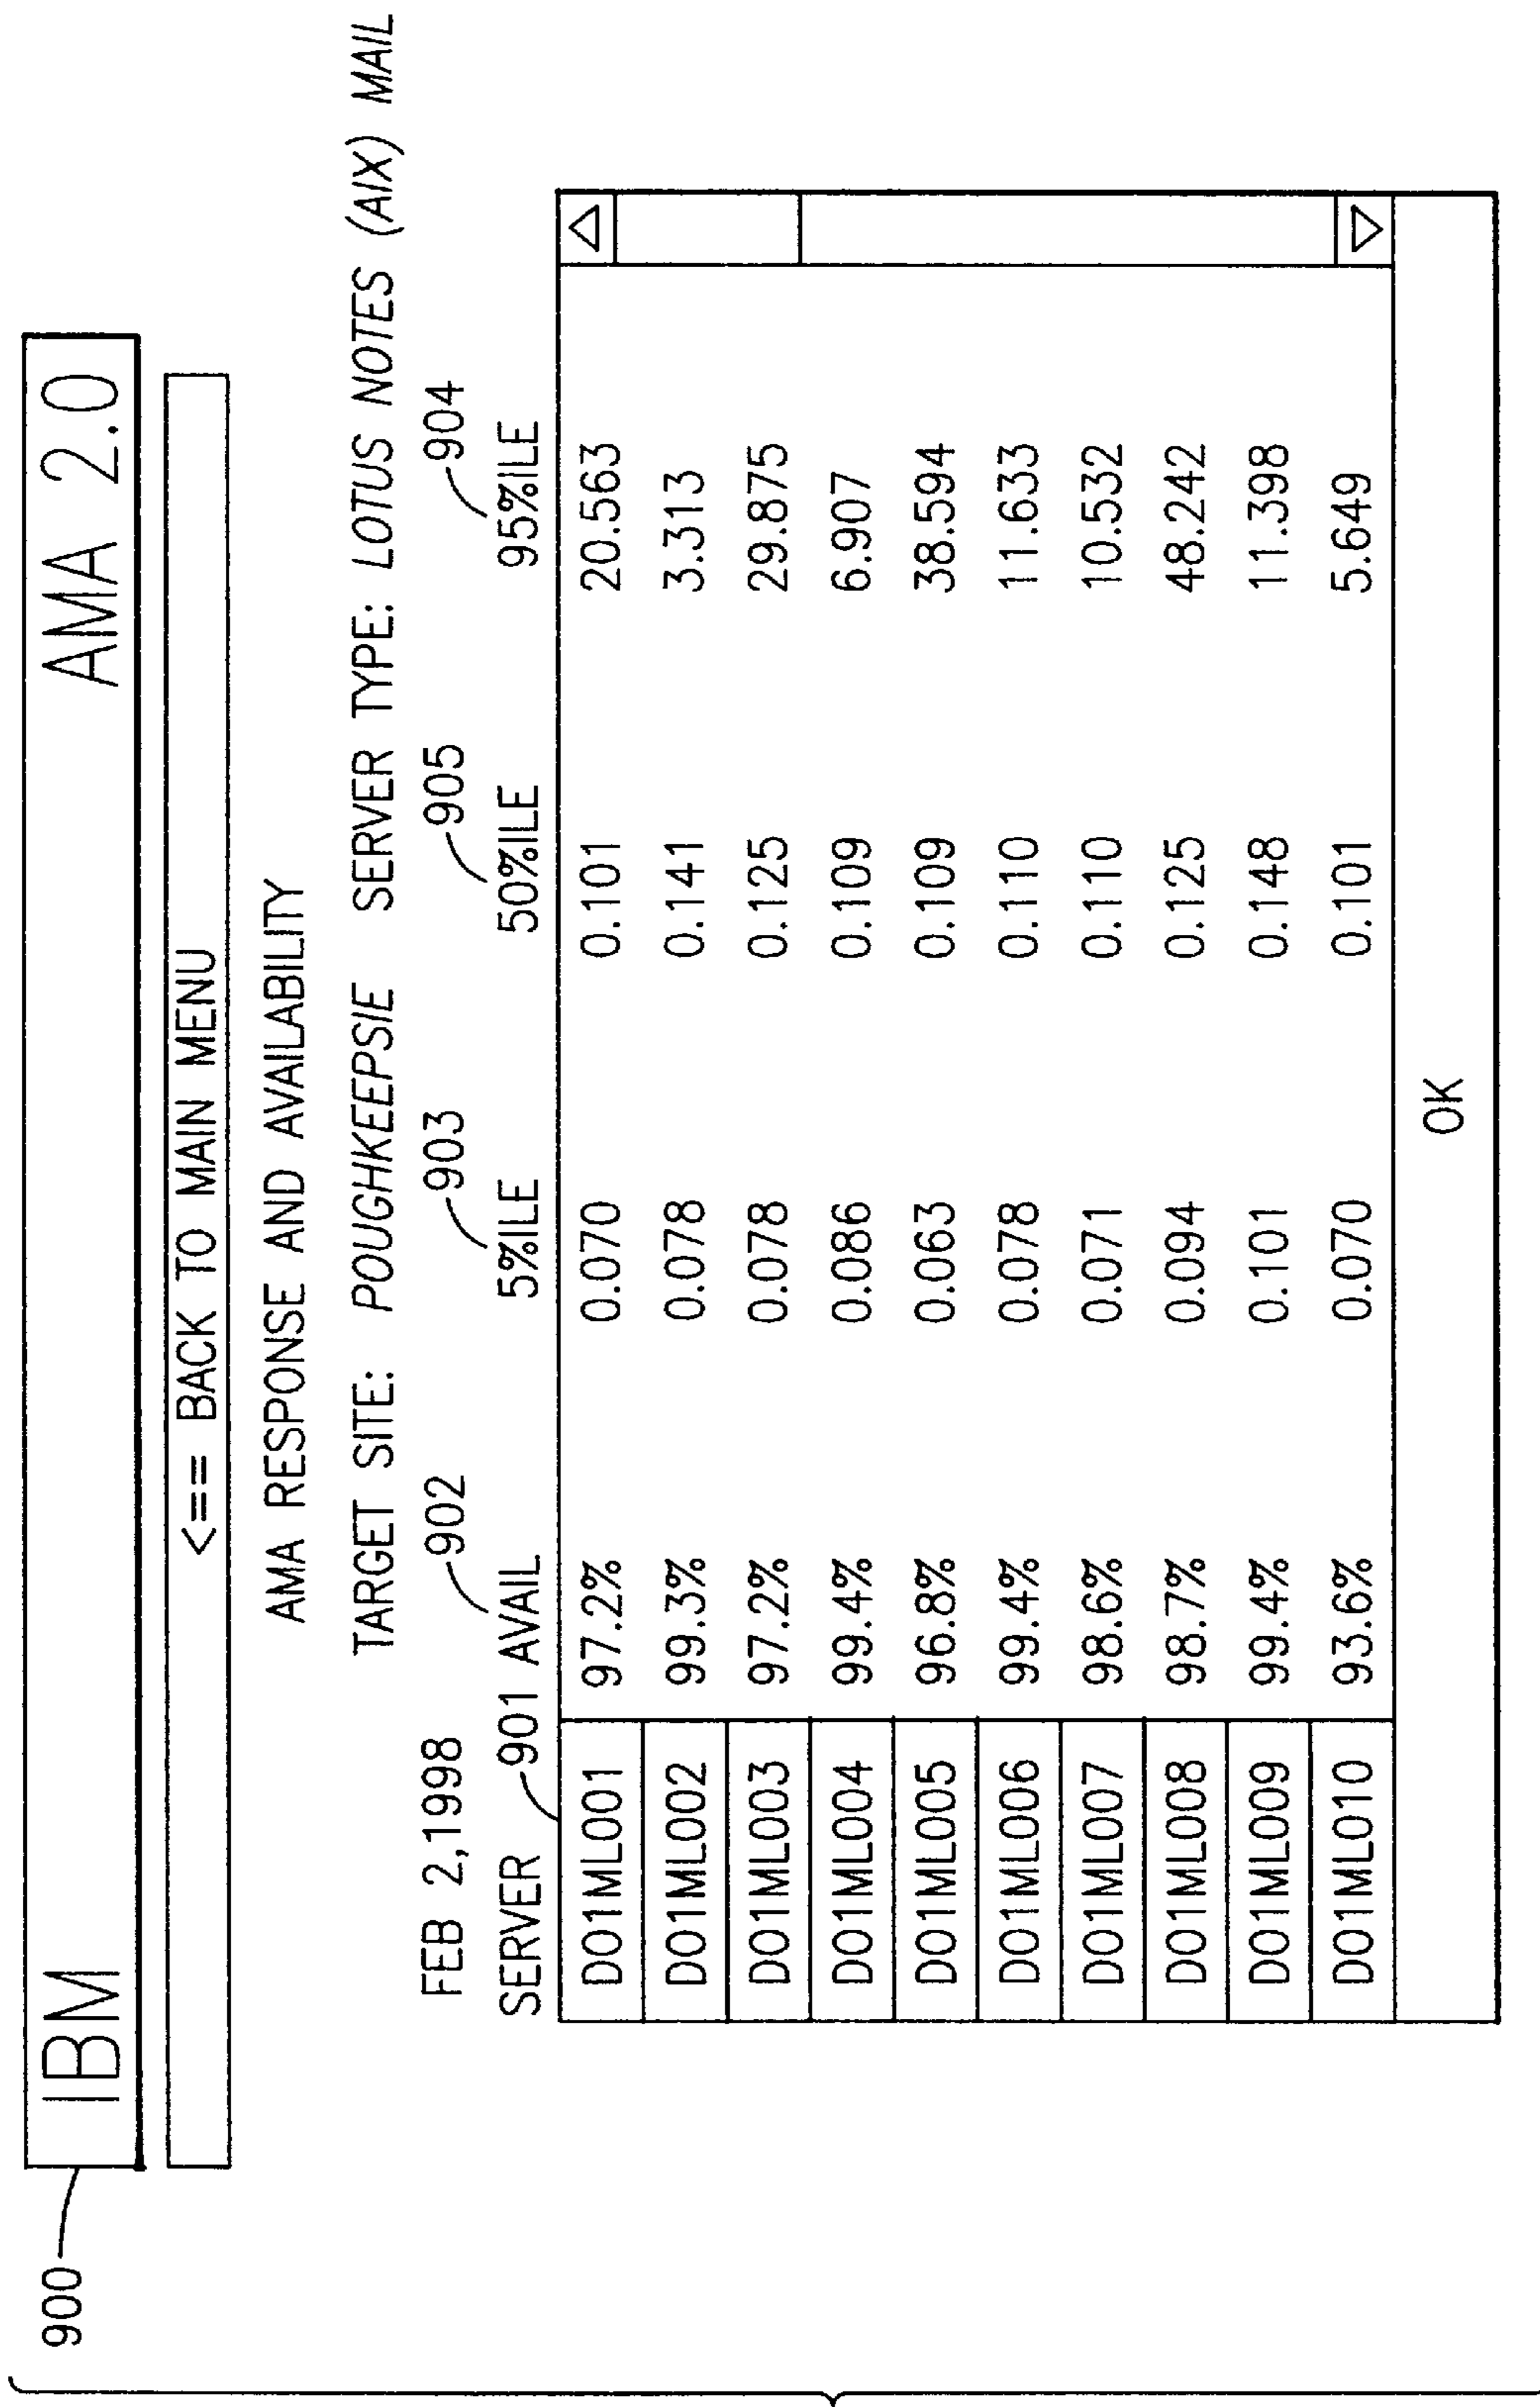 900
IBM AMA 2.0
<== BACK TO MAIN MENU
AMA RESPONSE AND AVAILABILITY
TARGET SITE: POUGHKEEPSIE SERVER TYPE: LOTUS NOTES (AIX) MAIL
FEB 2,1998 902 903 905 904
SERVER 901 AVAIL 5%ILE 50%ILE 95%ILE
D01ML001 97.2% 0.070 0.101 20.563
D01ML002 99.3% 0.078 0.141 3.313
D01ML003 97.2% 0.078 0.125 29.875
D01ML004 99.4% 0.086 0.109 6.907
D01ML005 96.8% 0.063 0.109 38.594
D01ML006 99.4% 0.078 0.110 11.633
D01ML007 98.6% 0.071 0.110 10.532
D01ML008 98.7% 0.094 0.125 48.242
D01ML009 99.4% 0.101 0.148 11.398
D01ML010 93.6% 0.070 0.101 5.649
OK